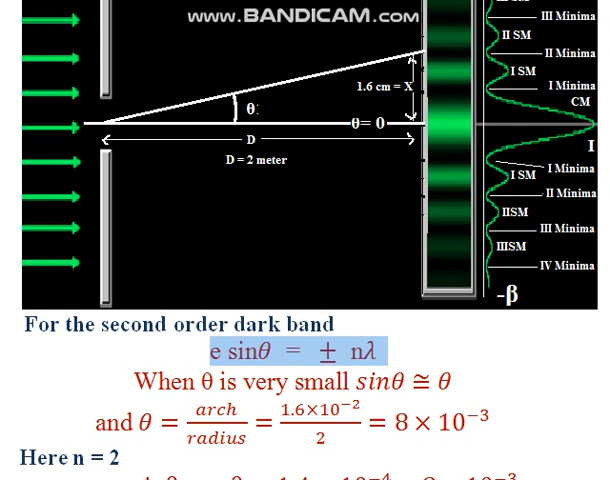 WWW.BANDICAM.COM
III Minima
II SM
II Minima
I SM
I Minima
1.6 cm = X
CM
θ:
θ= 0
I
D
D = 2 meter
I Minima
I SM
II Minima
IISM
III Minima
IIISM
IV Minima
-β
For the second order dark band
e sinθ = ± nλ
When θ is very small sinθ ≅ θ
and θ = arch/radius = 1.6×10⁻²/2 = 8 × 10⁻³
Here n = 2